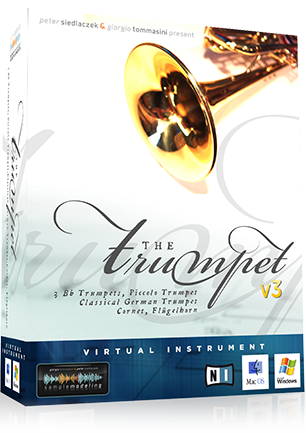 peter siedlaczek & giorgio tommasini present
THE
trumpet
v3
3 Bb Trumpets, Piccolo Trumpet
Classical German Trumpet
Cornet, Flügelhorn
VIRTUAL INSTRUMENT
samplemodeling
NI
Mac OS
Windows